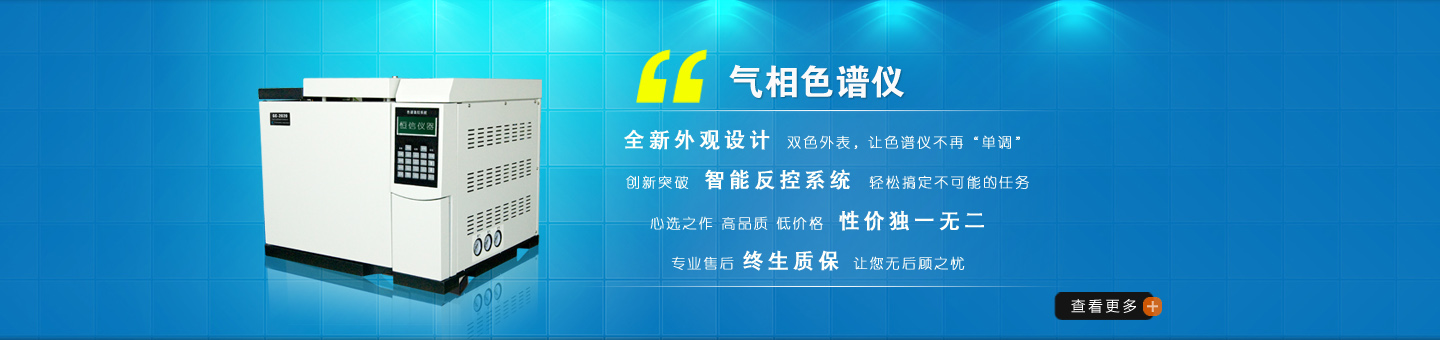 气相色谱仪
全新外观设计 双色外表，让色谱仪不再“单调”
创新突破 智能反控系统 轻松搞定不可能的任务
心选之作 高品质 低价格 性价独一无二
专业售后 终生质保 让您无后顾之忧
查看更多
恒信仪器